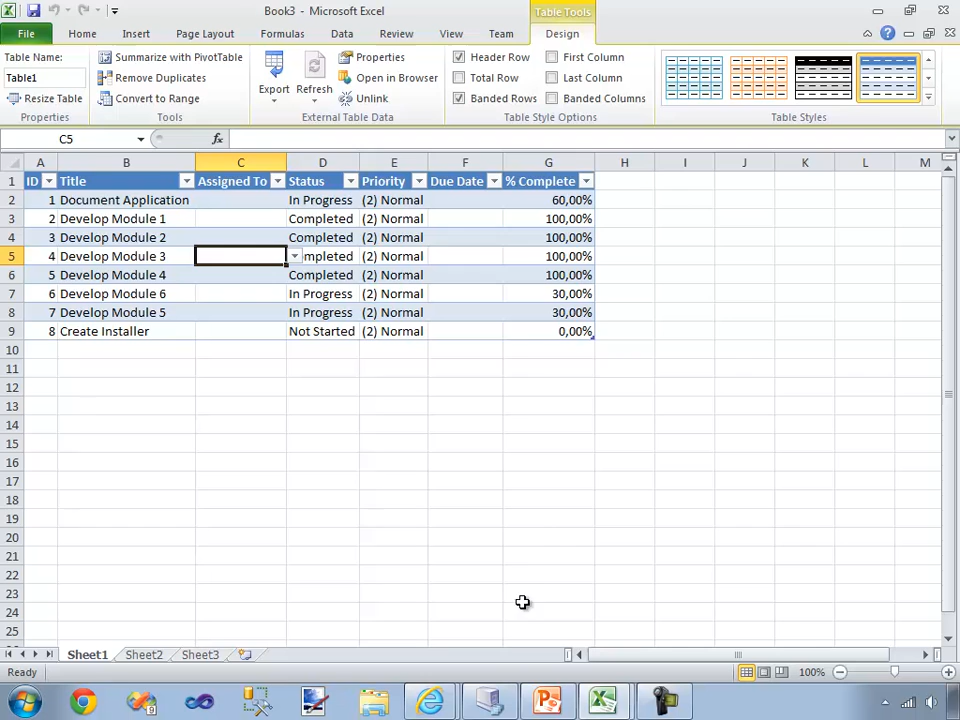 Book3 - Microsoft Excel
Table Tools
File Home Insert Page Layout Formulas Data Review View Team Design
Table Name:
Table1
Resize Table
Properties
Summarize with PivotTable
Remove Duplicates
Convert to Range
Tools
Export Refresh
Properties
Open in Browser
Unlink
External Table Data
Header Row First Column
Total Row Last Column
Banded Rows Banded Columns
Table Style Options
Table Styles
C5 fx
A B C D E F G H I J K L M
1 ID Title Assigned To Status Priority Due Date % Complete
2 1 Document Application In Progress (2) Normal 60,00%
3 2 Develop Module 1 Completed (2) Normal 100,00%
4 3 Develop Module 2 Completed (2) Normal 100,00%
5 4 Develop Module 3 mpleted (2) Normal 100,00%
6 5 Develop Module 4 Completed (2) Normal 100,00%
7 6 Develop Module 6 In Progress (2) Normal 30,00%
8 7 Develop Module 5 In Progress (2) Normal 30,00%
9 8 Create Installer Not Started (2) Normal 0,00%
10
11
12
13
14
15
16
17
18
19
20
21
22
23
24
25
Sheet1 Sheet2 Sheet3
Ready 100%